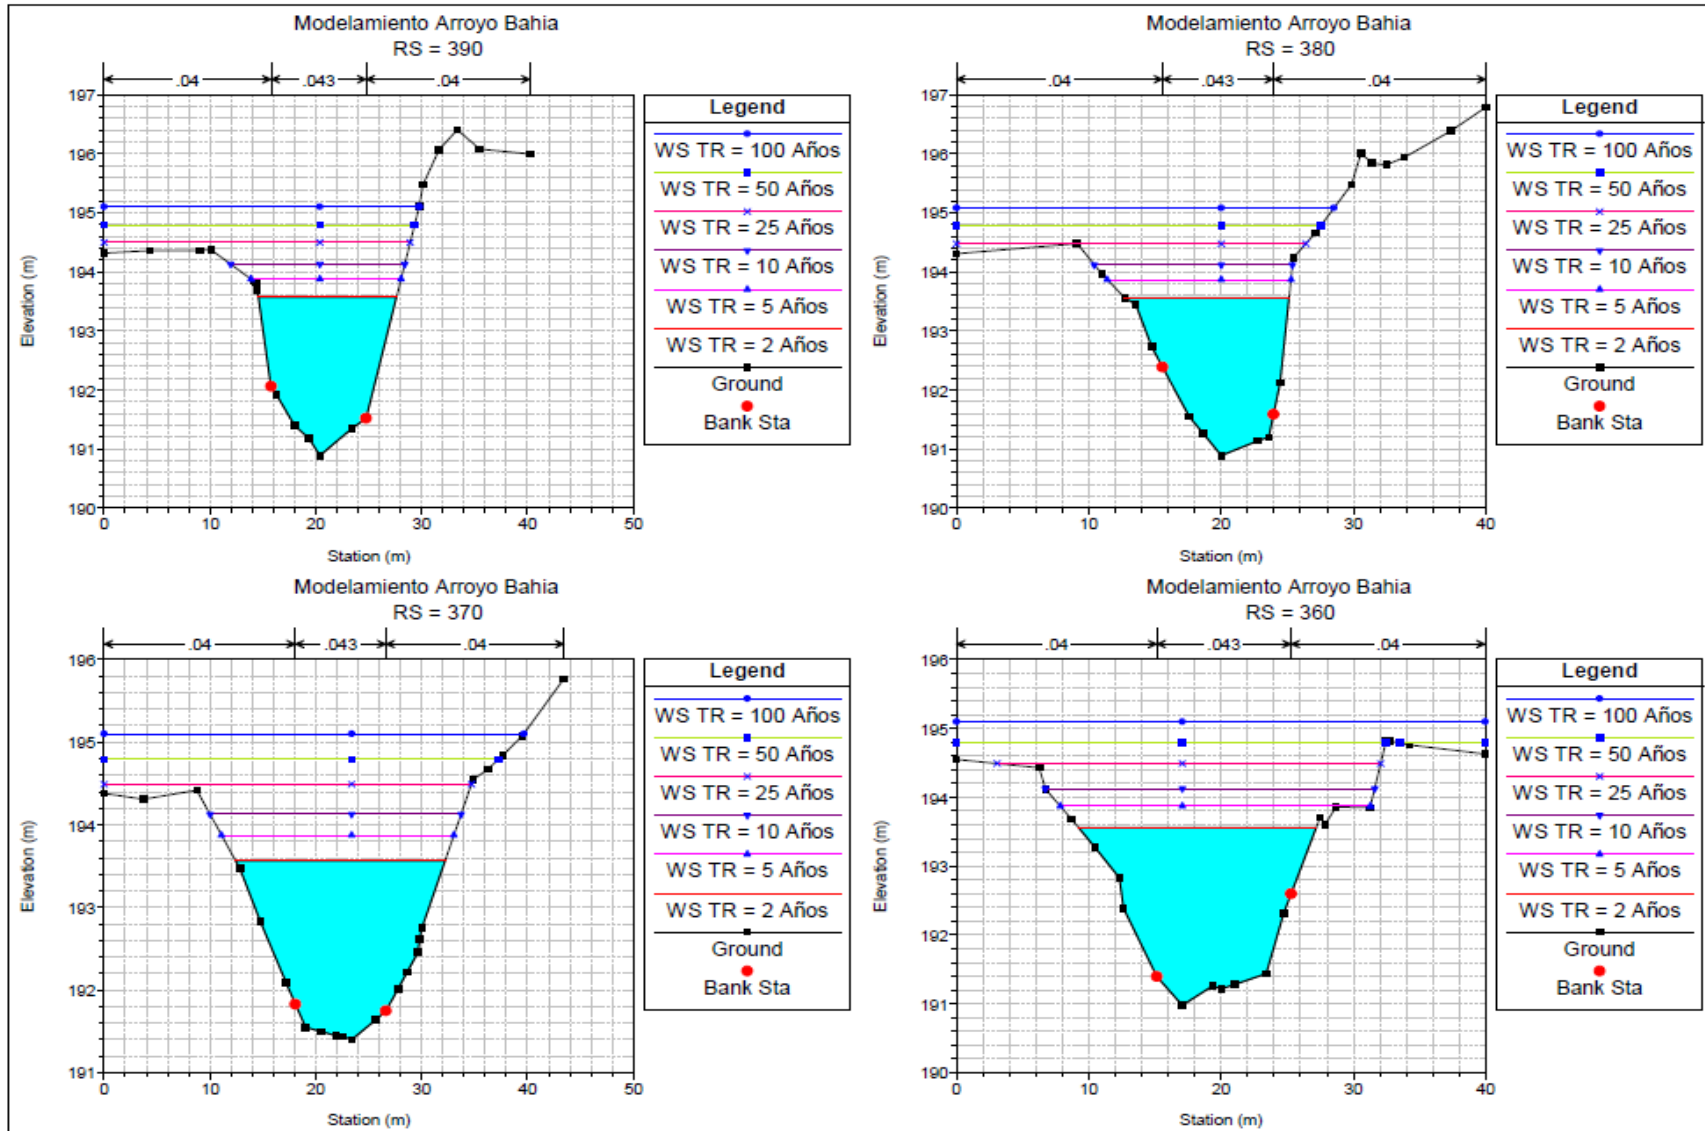 Modelamiento Arroyo Bahia
RS = 390
.04 .043 .04
197
196
195
194
193
192
191
190
Elevation (m)
0 10 20 30 40 50
Station (m)
Legend
WS TR = 100 Años
WS TR = 50 Años
WS TR = 25 Años
WS TR = 10 Años
WS TR = 5 Años
WS TR = 2 Años
Ground
Bank Sta
Modelamiento Arroyo Bahia
RS = 380
.04 .043 .04
197
196
195
194
193
192
191
190
Elevation (m)
0 10 20 30 40
Station (m)
Legend
WS TR = 100 Años
WS TR = 50 Años
WS TR = 25 Años
WS TR = 10 Años
WS TR = 5 Años
WS TR = 2 Años
Ground
Bank Sta
Modelamiento Arroyo Bahia
RS = 370
.04 .043 .04
196
195
194
193
192
191
Elevation (m)
0 10 20 30 40 50
Station (m)
Legend
WS TR = 100 Años
WS TR = 50 Años
WS TR = 25 Años
WS TR = 10 Años
WS TR = 5 Años
WS TR = 2 Años
Ground
Bank Sta
Modelamiento Arroyo Bahia
RS = 360
.04 .043 .04
196
195
194
193
192
191
190
Elevation (m)
0 10 20 30 40
Station (m)
Legend
WS TR = 100 Años
WS TR = 50 Años
WS TR = 25 Años
WS TR = 10 Años
WS TR = 5 Años
WS TR = 2 Años
Ground
Bank Sta